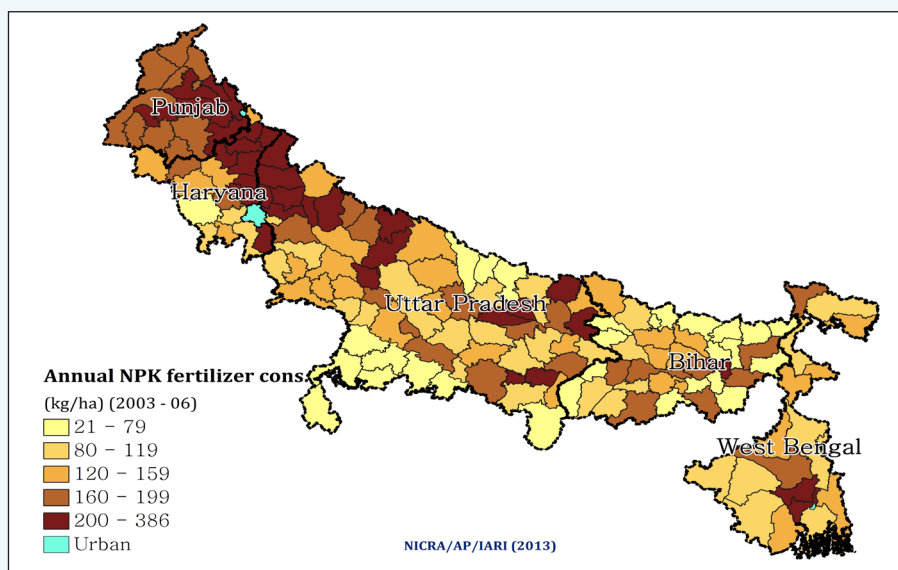 Punjab
Haryana
Uttar Pradesh
Bihar
West Bengal
Annual NPK fertilizer cons.
(kg/ha) (2003 - 06)
21 - 79
80 - 119
120 - 159
160 - 199
200 - 386
Urban
NICRA/AP/IARI (2013)